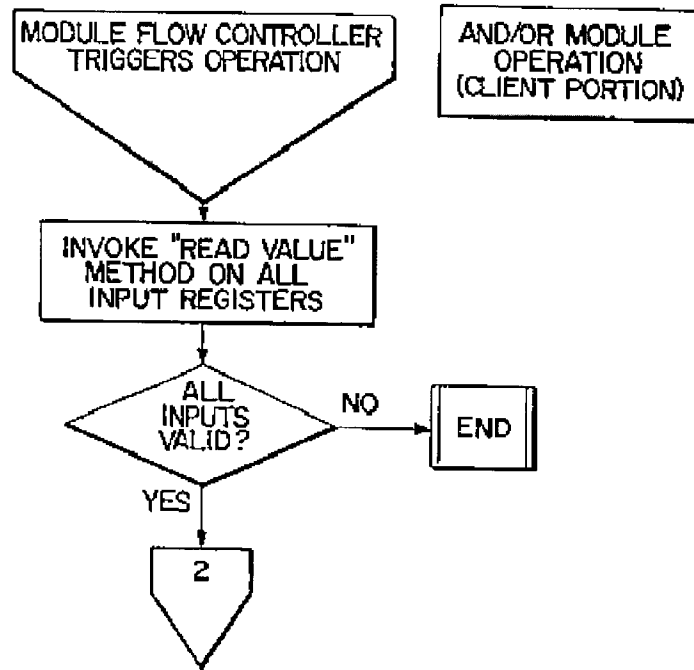 MODULE FLOW CONTROLLER
TRIGGERS OPERATION
AND/OR MODULE
OPERATION
(CLIENT PORTION)
INVOKE "READ VALUE"
METHOD ON ALL
INPUT REGISTERS
ALL
INPUTS
VALID?
NO
END
YES
2